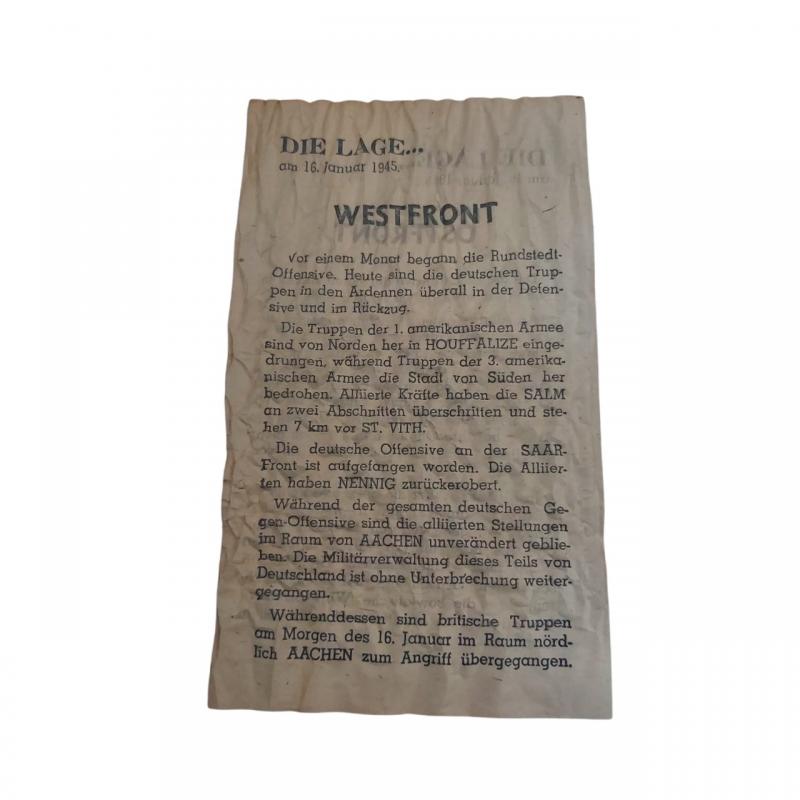 DIE LAGE...
am 16. Januar 1945.
WESTFRONT
Vor einem Monat begann die Rundstedt-
Offensive. Heute sind die deutschen Trup-
pen in den Ardennen überall in der Defen-
sive und im Rückzug.
Die Truppen der 1. amerikanischen Armee
sind von Norden her in HOUFFALIZE einge-
drungen, während Truppen der 3. amerika-
nischen Armee die Stadt von Süden her
bedrohen. Alliierte Kräfte haben die SALM
an zwei Abschnitten überschritten und ste-
hen 7 km vor ST. VITH.
Die deutsche Offensive an der SAAR-
Front ist aufgefangen worden. Die Alliier-
ten haben NENNIG zurückerobert.
Während der gesamten deutschen Ge-
gen-Offensive sind die alliierten Stellungen
im Raum von AACHEN unverändert geblie-
ben. Die Militärverwaltung dieses Teils von
Deutschland ist ohne Unterbrechung weiter-
gegangen.
Währenddessen sind britische Truppen
am Morgen des 16. Januar im Raum nörd-
lich AACHEN zum Angriff übergegangen.